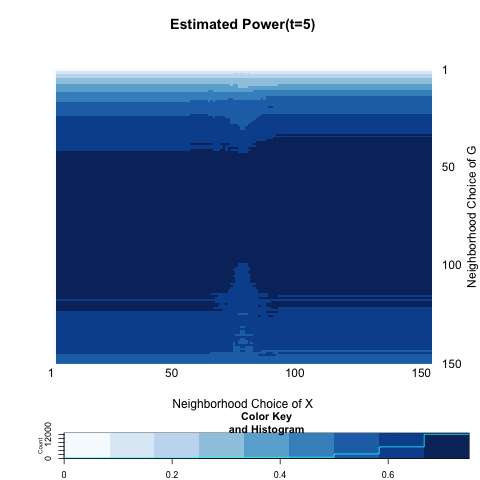 Estimated Power(t=5)
1
50
100
150
Neighborhood Choice of G
1 50 100 150
Neighborhood Choice of X
Color Key
and Histogram
Count
0 12000
0 0.2 0.4 0.6